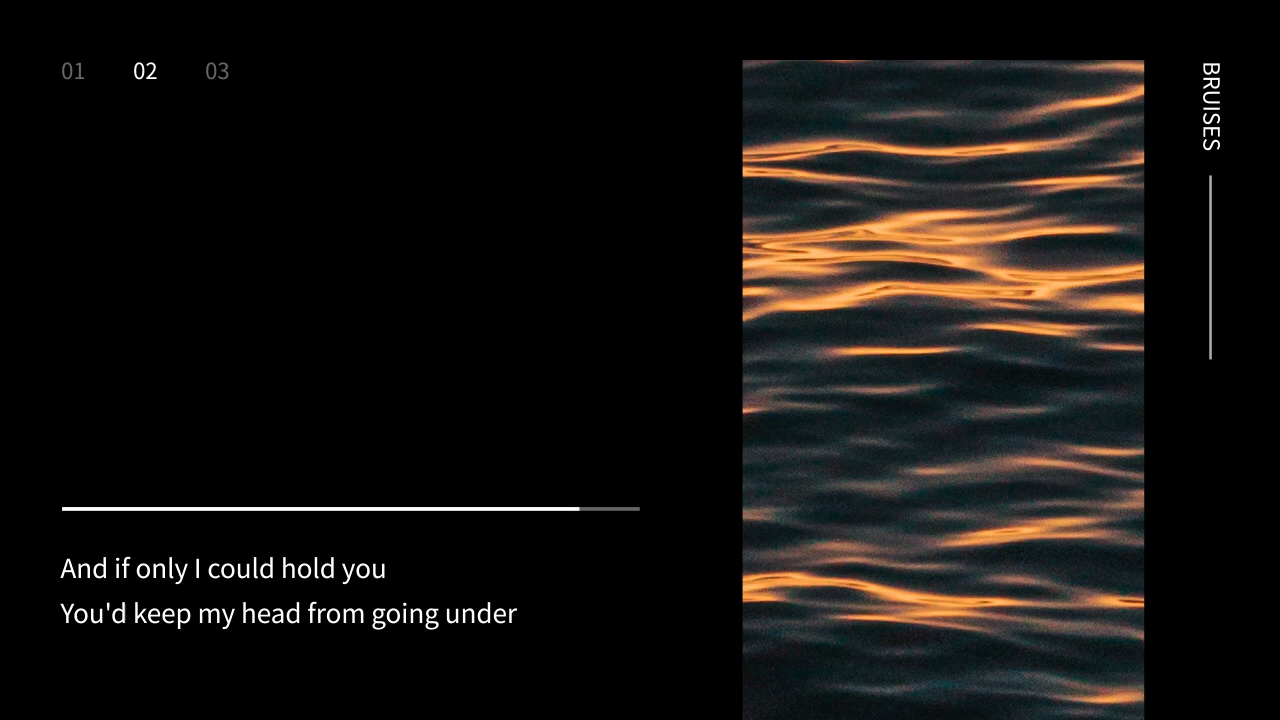 01 02 03
BRUISES
And if only I could hold you
You'd keep my head from going under